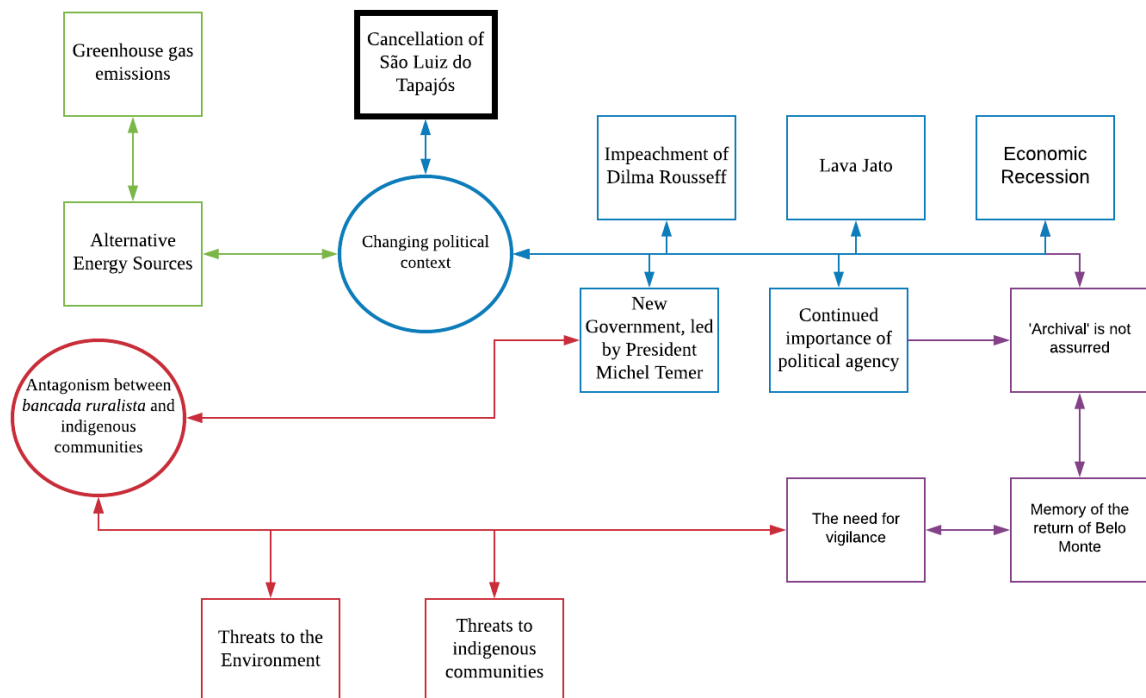 Greenhouse gas
emissions
Cancellation of
São Luiz do
Tapajós
Impeachment of
Dilma Rousseff
Lava Jato
Economic
Recession
Alternative
Energy Sources
Changing political
context
New
Government, led
by President
Michel Temer
Continued
importance of
political agency
'Archival' is not
assurred
Antagonism between
bancada ruralista and
indigenous
communities
The need for
vigilance
Memory of the
return of Belo
Monte
Threats to the
Environment
Threats to
indigenous
communities